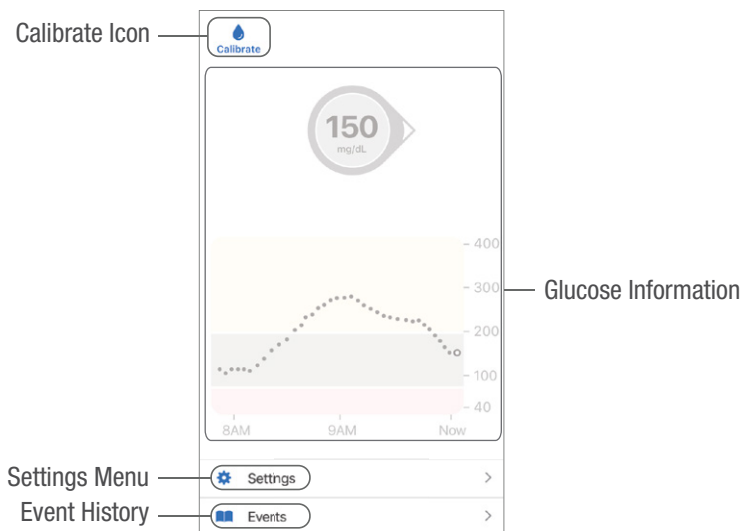 Calibrate Icon
Calibrate
150
mg/dL
400
300
Glucose Information
200
100
40
8AM
9AM
Now
Settings Menu
Settings
Event History
Events